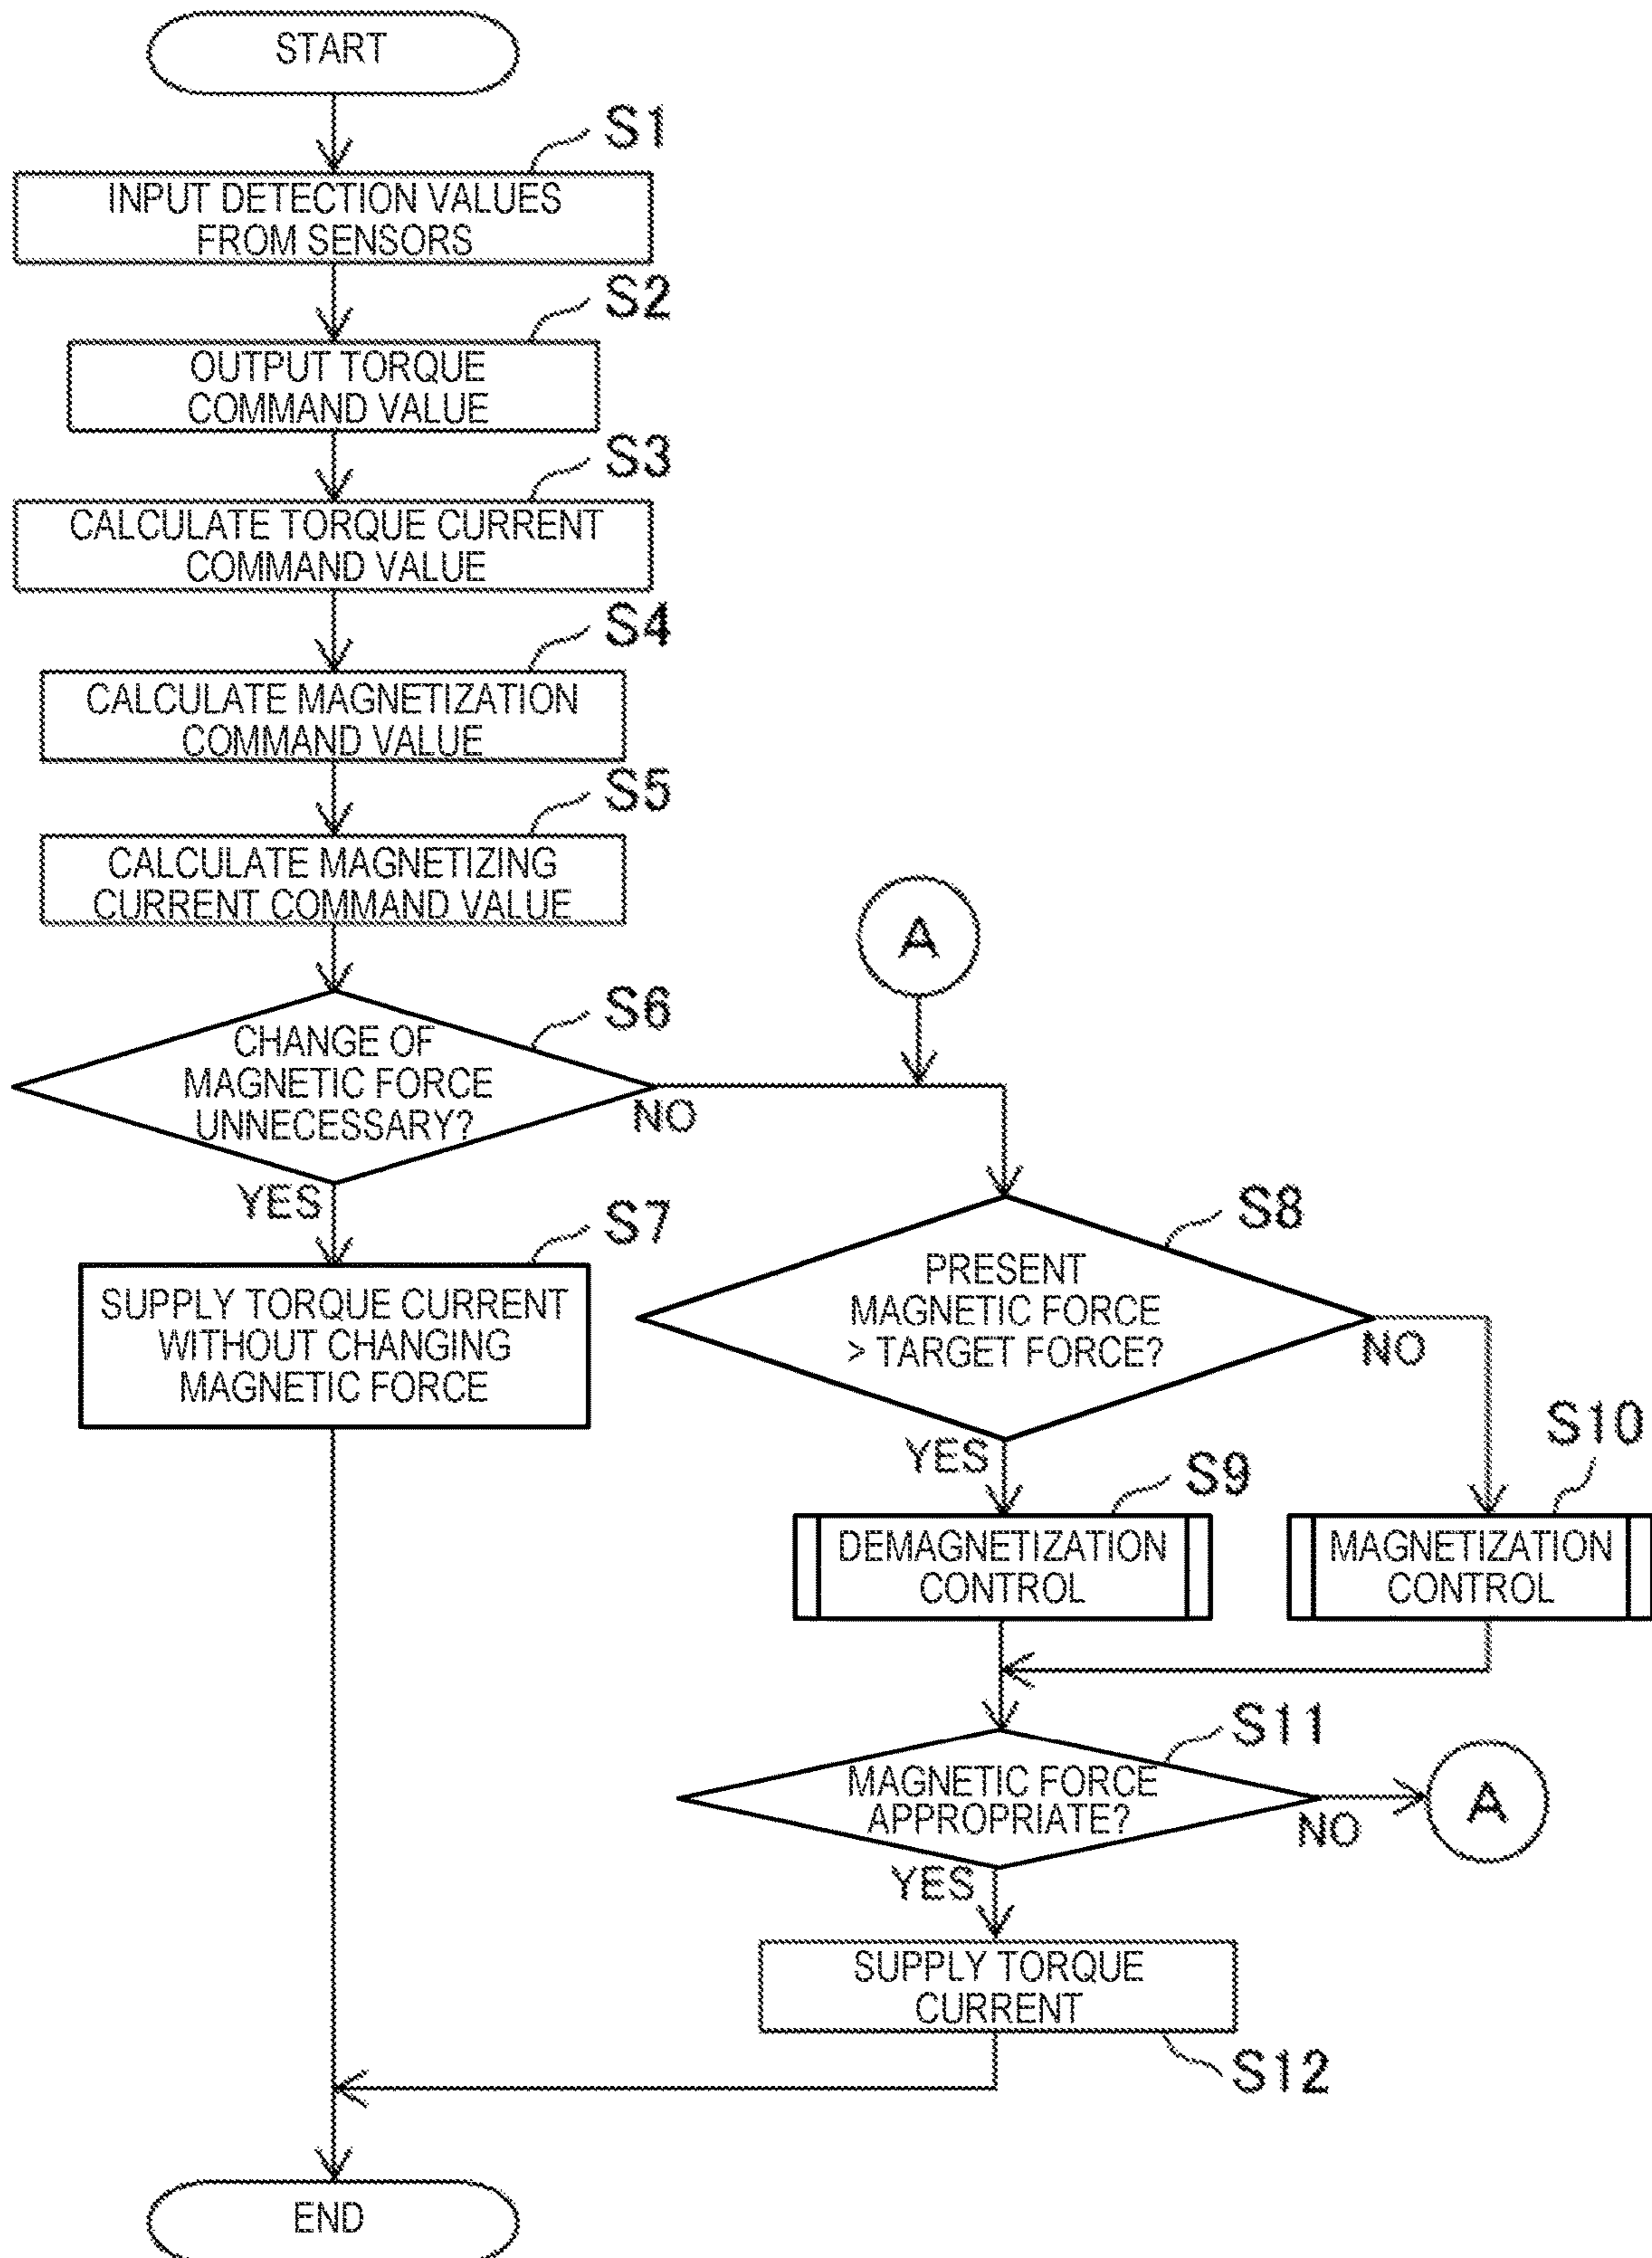 START
S1
INPUT DETECTION VALUES
FROM SENSORS
S2
OUTPUT TORQUE
COMMAND VALUE
S3
CALCULATE TORQUE CURRENT
COMMAND VALUE
S4
CALCULATE MAGNETIZATION
COMMAND VALUE
S5
CALCULATE MAGNETIZING
CURRENT COMMAND VALUE
A
S6
CHANGE OF
MAGNETIC FORCE
UNNECESSARY?
NO
YES
S7
SUPPLY TORQUE CURRENT
WITHOUT CHANGING
MAGNETIC FORCE
S8
PRESENT
MAGNETIC FORCE
> TARGET FORCE?
NO
YES
S9
DEMAGNETIZATION
CONTROL
S10
MAGNETIZATION
CONTROL
S11
MAGNETIC FORCE
APPROPRIATE?
NO
A
YES
SUPPLY TORQUE
CURRENT
S12
END